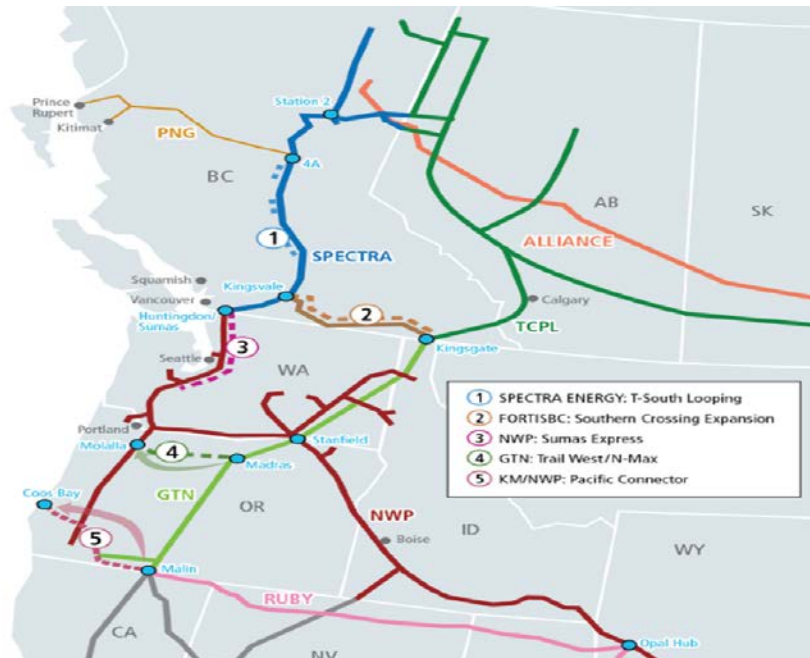 Station 2
Prince
Rupert
Kitimat
PNG
4A
BC
AB
SK
1
SPECTRA
ALLIANCE
Squamish
Kingsvale
Vancouver
Calgary
Huntingdon/
Sumas
2
TCPL
Kingsgate
Seattle
3
WA
1 SPECTRA ENERGY: T-South Looping
2 FORTISBC: Southern Crossing Expansion
3 NWP: Sumas Express
4 GTN: Trail West/N-Max
5 KM/NWP: Pacific Connector
Portland
Molalla
Stanfield
4
Madras
GTN
Coos Bay
OR
NWP
ID
5
Boise
WY
Malin
RUBY
CA
NV
Opal Hub